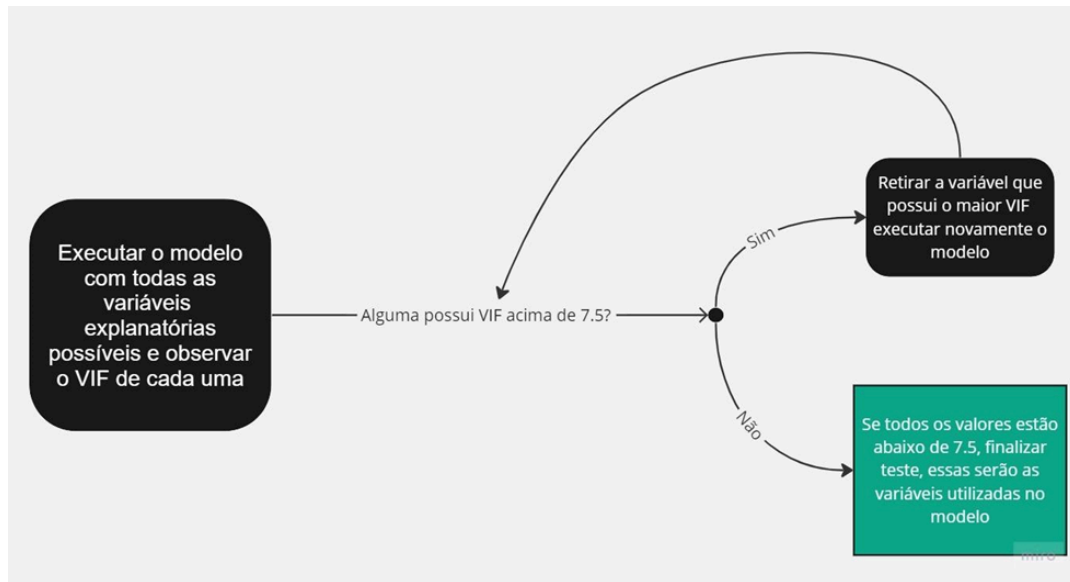 Executar o modelo
com todas as
variáveis
explanatórias
possíveis e observar
o VIF de cada uma
Alguma possui VIF acima de 7.5?
Sim
Retirar a variável que
possui o maior VIF
executar novamente o
modelo
Não
Se todos os valores estão
abaixo de 7.5, finalizar
teste, essas serão as
variáveis utilizadas no
modelo
miro